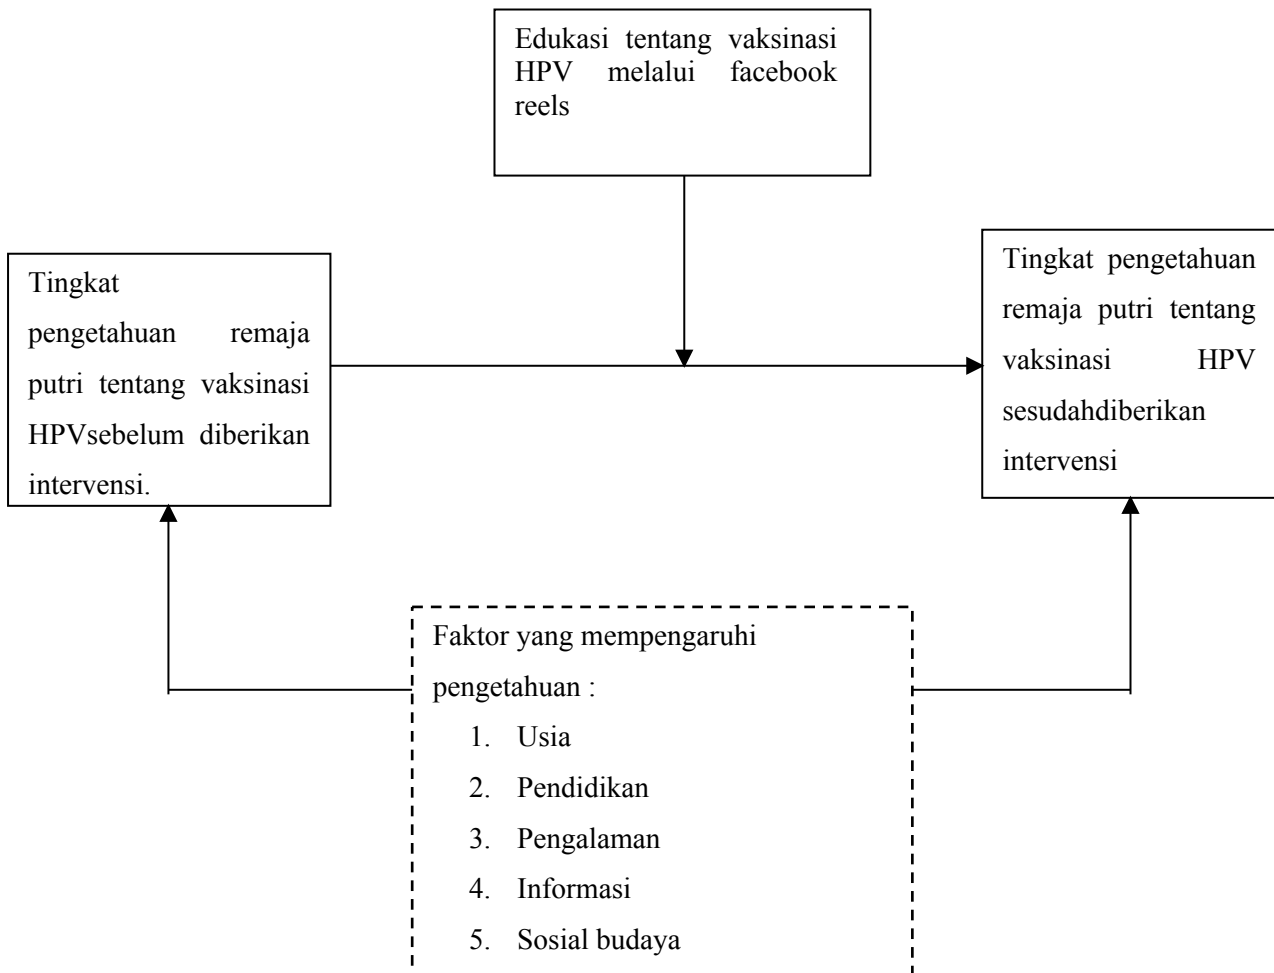 Edukasi tentang vaksinasi
HPV melalui facebook
reels
Tingkat
pengetahuan remaja
putri tentang vaksinasi
HPVsebelum diberikan
intervensi.
Tingkat pengetahuan
remaja putri tentang
vaksinasi HPV
sesudahdiberikan
intervensi
Faktor yang mempengaruhi
pengetahuan :
1. Usia
2. Pendidikan
3. Pengalaman
4. Informasi
5. Sosial budaya